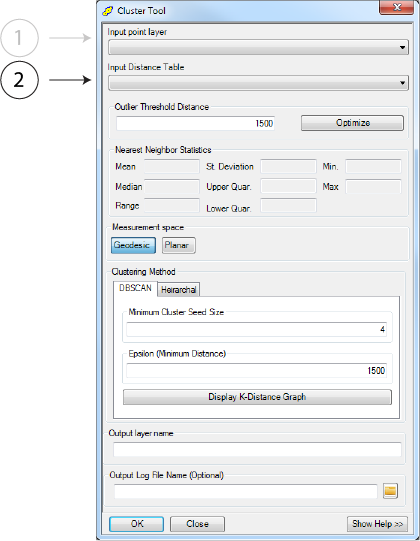 Cluster Tool
1
Input point layer
2
Input Distance Table
Outlier Threshold Distance
1500 Optimize
Nearest Neighbor Statistics
Mean St. Deviation Min.
Median Upper Quar. Max
Range Lower Quar.
Measurement space
Geodesic Planar
Clustering Method
DBSCAN Heirarchal
Minimum Cluster Seed Size
4
Epsilon (Minimum Distance)
1500
Display K-Distance Graph
Output layer name
Output Log File Name (Optional)
OK Close Show Help >>